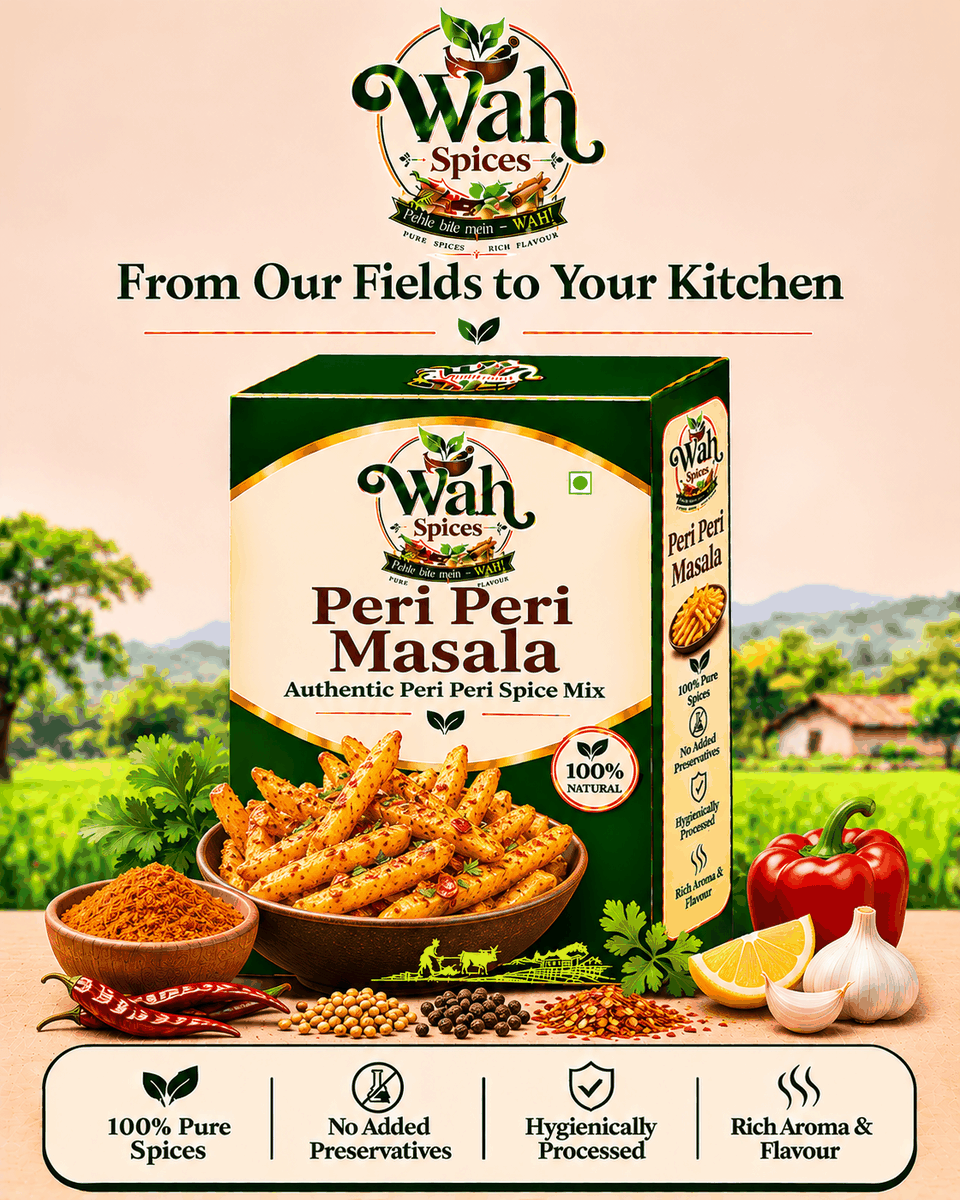 Wah
Spices
Pehle bite mein - WAH!
PURE SPICES RICH FLAVOUR
From Our Fields to Your Kitchen
Wah
Spices
Pehle bite mein - WAH!
PURE FLAVOUR
Peri Peri
Masala
Authentic Peri Peri Spice Mix
100%
NATURAL
Wah
Spices
Peri Peri
Masala
100% Pure
Spices
No Added
Preservatives
Hygienically
Processed
Rich Aroma &
Flavour
100% Pure
Spices
No Added
Preservatives
Hygienically
Processed
Rich Aroma &
Flavour